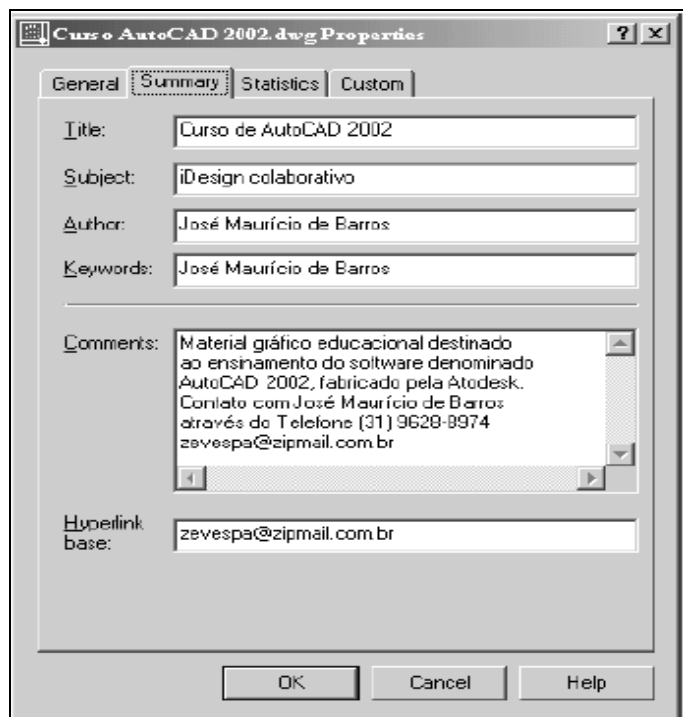 Curso AutoCAD 2002.dwg Properties
? ×
General Summary Statistics Custom
Title: Curso de AutoCAD 2002
Subject: iDesign colaborativo
Author: José Maurício de Barros
Keywords: José Maurício de Barros
Comments: Material gráfico educacional destinado
ao ensinamento do software denominado
AutoCAD 2002, fabricado pela Atodesk.
Contato com José Maurício de Barros
através do Telefone (31) 9628-8974
zevespa@zipmail.com.br
Hyperlink
base: zevespa@zipmail.com.br
OK Cancel Help